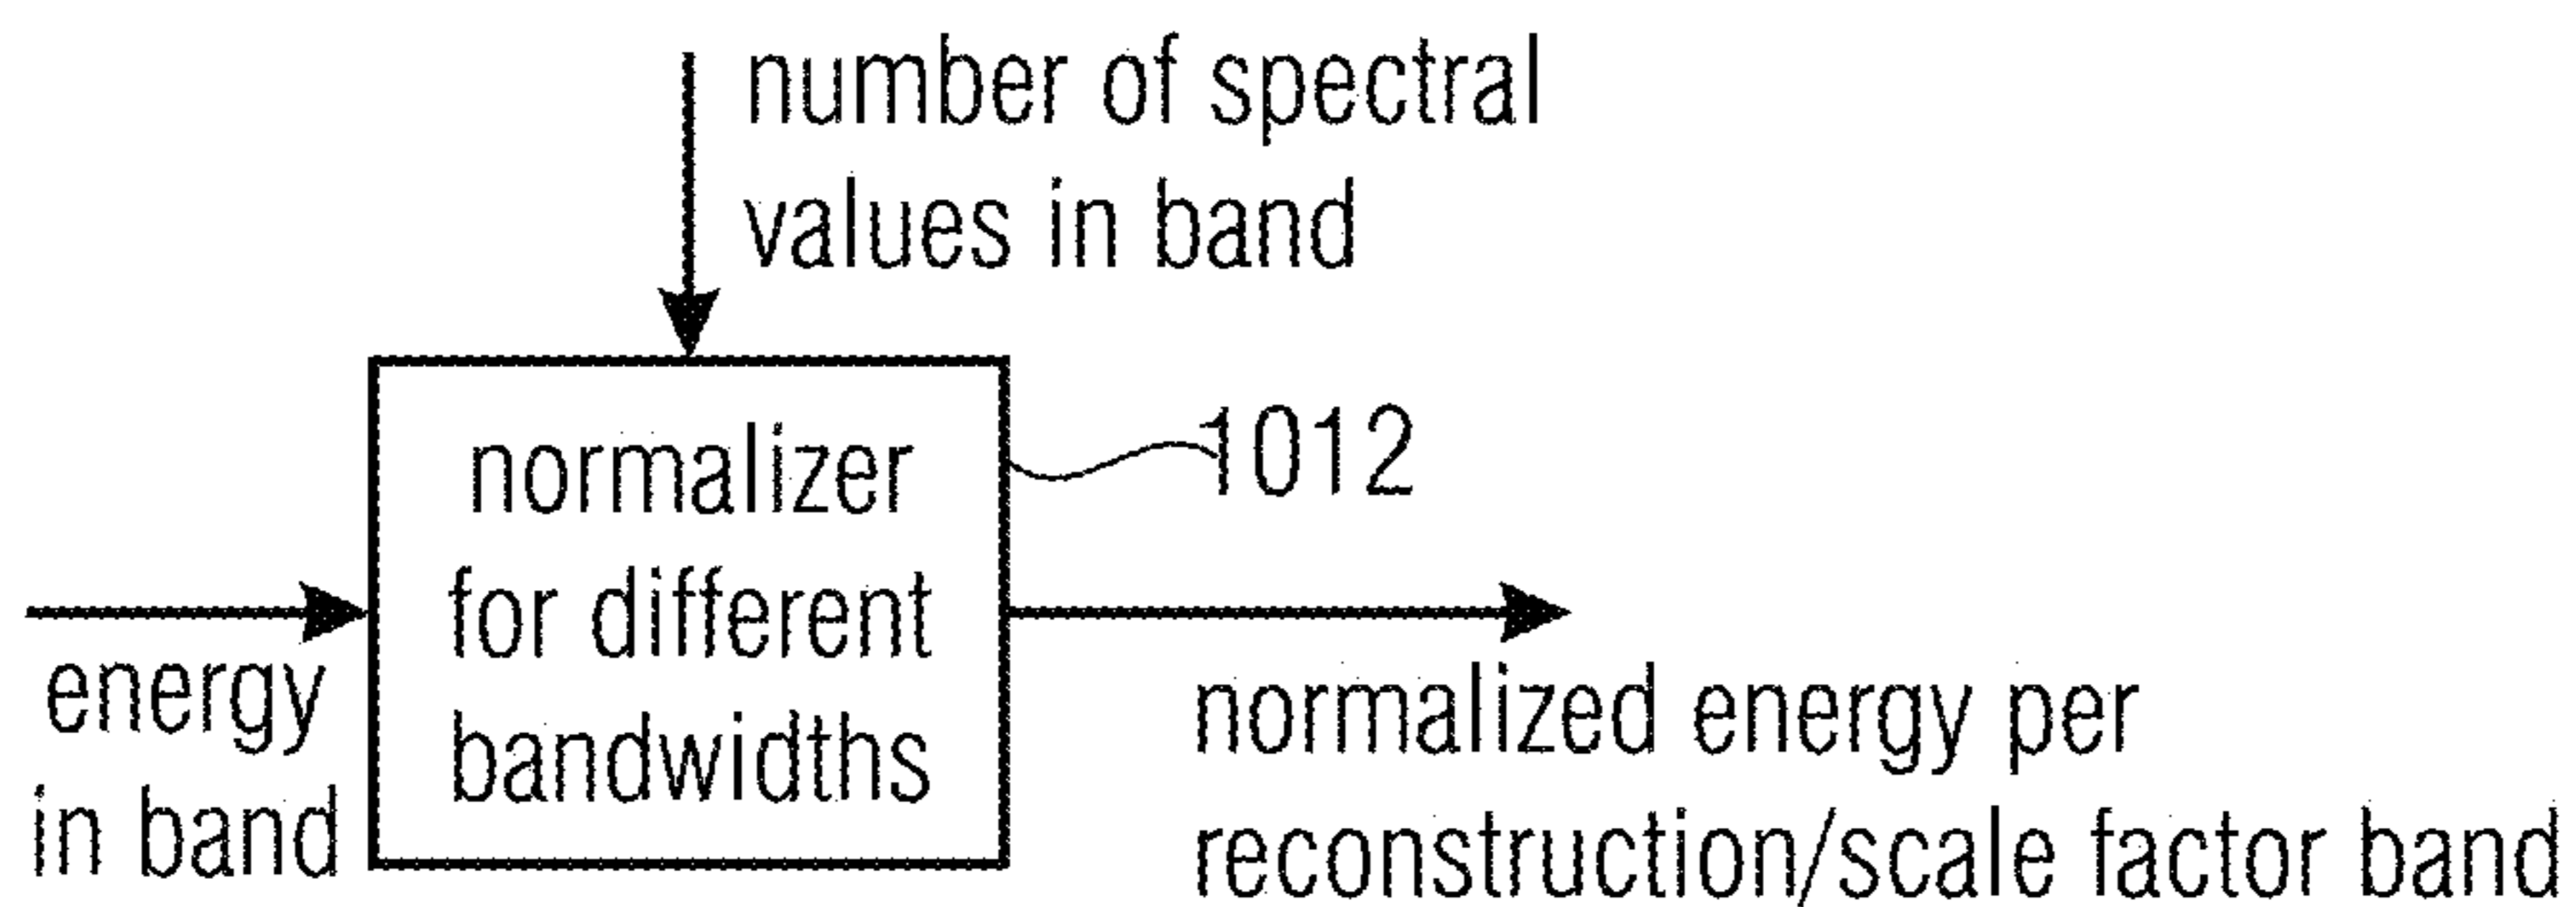 number of spectral
values in band
normalizer
for different
bandwidths
1012
energy
in band
normalized energy per
reconstruction/scale factor band